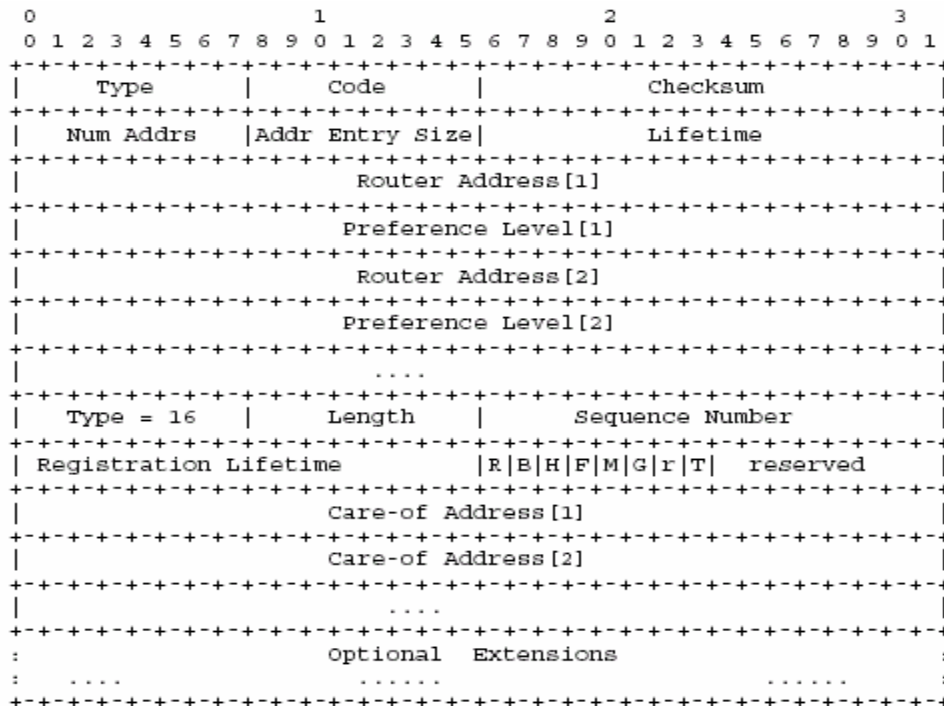 0 1 2 3
0 1 2 3 4 5 6 7 8 9 0 1 2 3 4 5 6 7 8 9 0 1 2 3 4 5 6 7 8 9 0 1
+-+-+-+-+-+-+-+-+-+-+-+-+-+-+-+-+-+-+-+-+-+-+-+-+-+-+-+-+-+-+-+-+
| Type | Code | Checksum |
+-+-+-+-+-+-+-+-+-+-+-+-+-+-+-+-+-+-+-+-+-+-+-+-+-+-+-+-+-+-+-+-+
| Num Addrs |Addr Entry Size| Lifetime |
+-+-+-+-+-+-+-+-+-+-+-+-+-+-+-+-+-+-+-+-+-+-+-+-+-+-+-+-+-+-+-+-+
| Router Address[1] |
+-+-+-+-+-+-+-+-+-+-+-+-+-+-+-+-+-+-+-+-+-+-+-+-+-+-+-+-+-+-+-+-+
| Preference Level[1] |
+-+-+-+-+-+-+-+-+-+-+-+-+-+-+-+-+-+-+-+-+-+-+-+-+-+-+-+-+-+-+-+-+
| Router Address[2] |
+-+-+-+-+-+-+-+-+-+-+-+-+-+-+-+-+-+-+-+-+-+-+-+-+-+-+-+-+-+-+-+-+
| Preference Level[2] |
+-+-+-+-+-+-+-+-+-+-+-+-+-+-+-+-+-+-+-+-+-+-+-+-+-+-+-+-+-+-+-+-+
| .... |
+-+-+-+-+-+-+-+-+-+-+-+-+-+-+-+-+-+-+-+-+-+-+-+-+-+-+-+-+-+-+-+-+
| Type = 16 | Length | Sequence Number |
+-+-+-+-+-+-+-+-+-+-+-+-+-+-+-+-+-+-+-+-+-+-+-+-+-+-+-+-+-+-+-+-+
| Registration Lifetime |R|B|H|F|M|G|r|T| reserved |
+-+-+-+-+-+-+-+-+-+-+-+-+-+-+-+-+-+-+-+-+-+-+-+-+-+-+-+-+-+-+-+-+
| Care-of Address[1] |
+-+-+-+-+-+-+-+-+-+-+-+-+-+-+-+-+-+-+-+-+-+-+-+-+-+-+-+-+-+-+-+-+
| Care-of Address[2] |
+-+-+-+-+-+-+-+-+-+-+-+-+-+-+-+-+-+-+-+-+-+-+-+-+-+-+-+-+-+-+-+-+
| .... |
+-+-+-+-+-+-+-+-+-+-+-+-+-+-+-+-+-+-+-+-+-+-+-+-+-+-+-+-+-+-+-+-+
: Optional Extensions :
: .... ...... ...... :
+-+-+-+-+-+-+-+-+-+-+-+-+-+-+-+-+-+-+-+-+-+-+-+-+-+-+-+-+-+-+-+-+